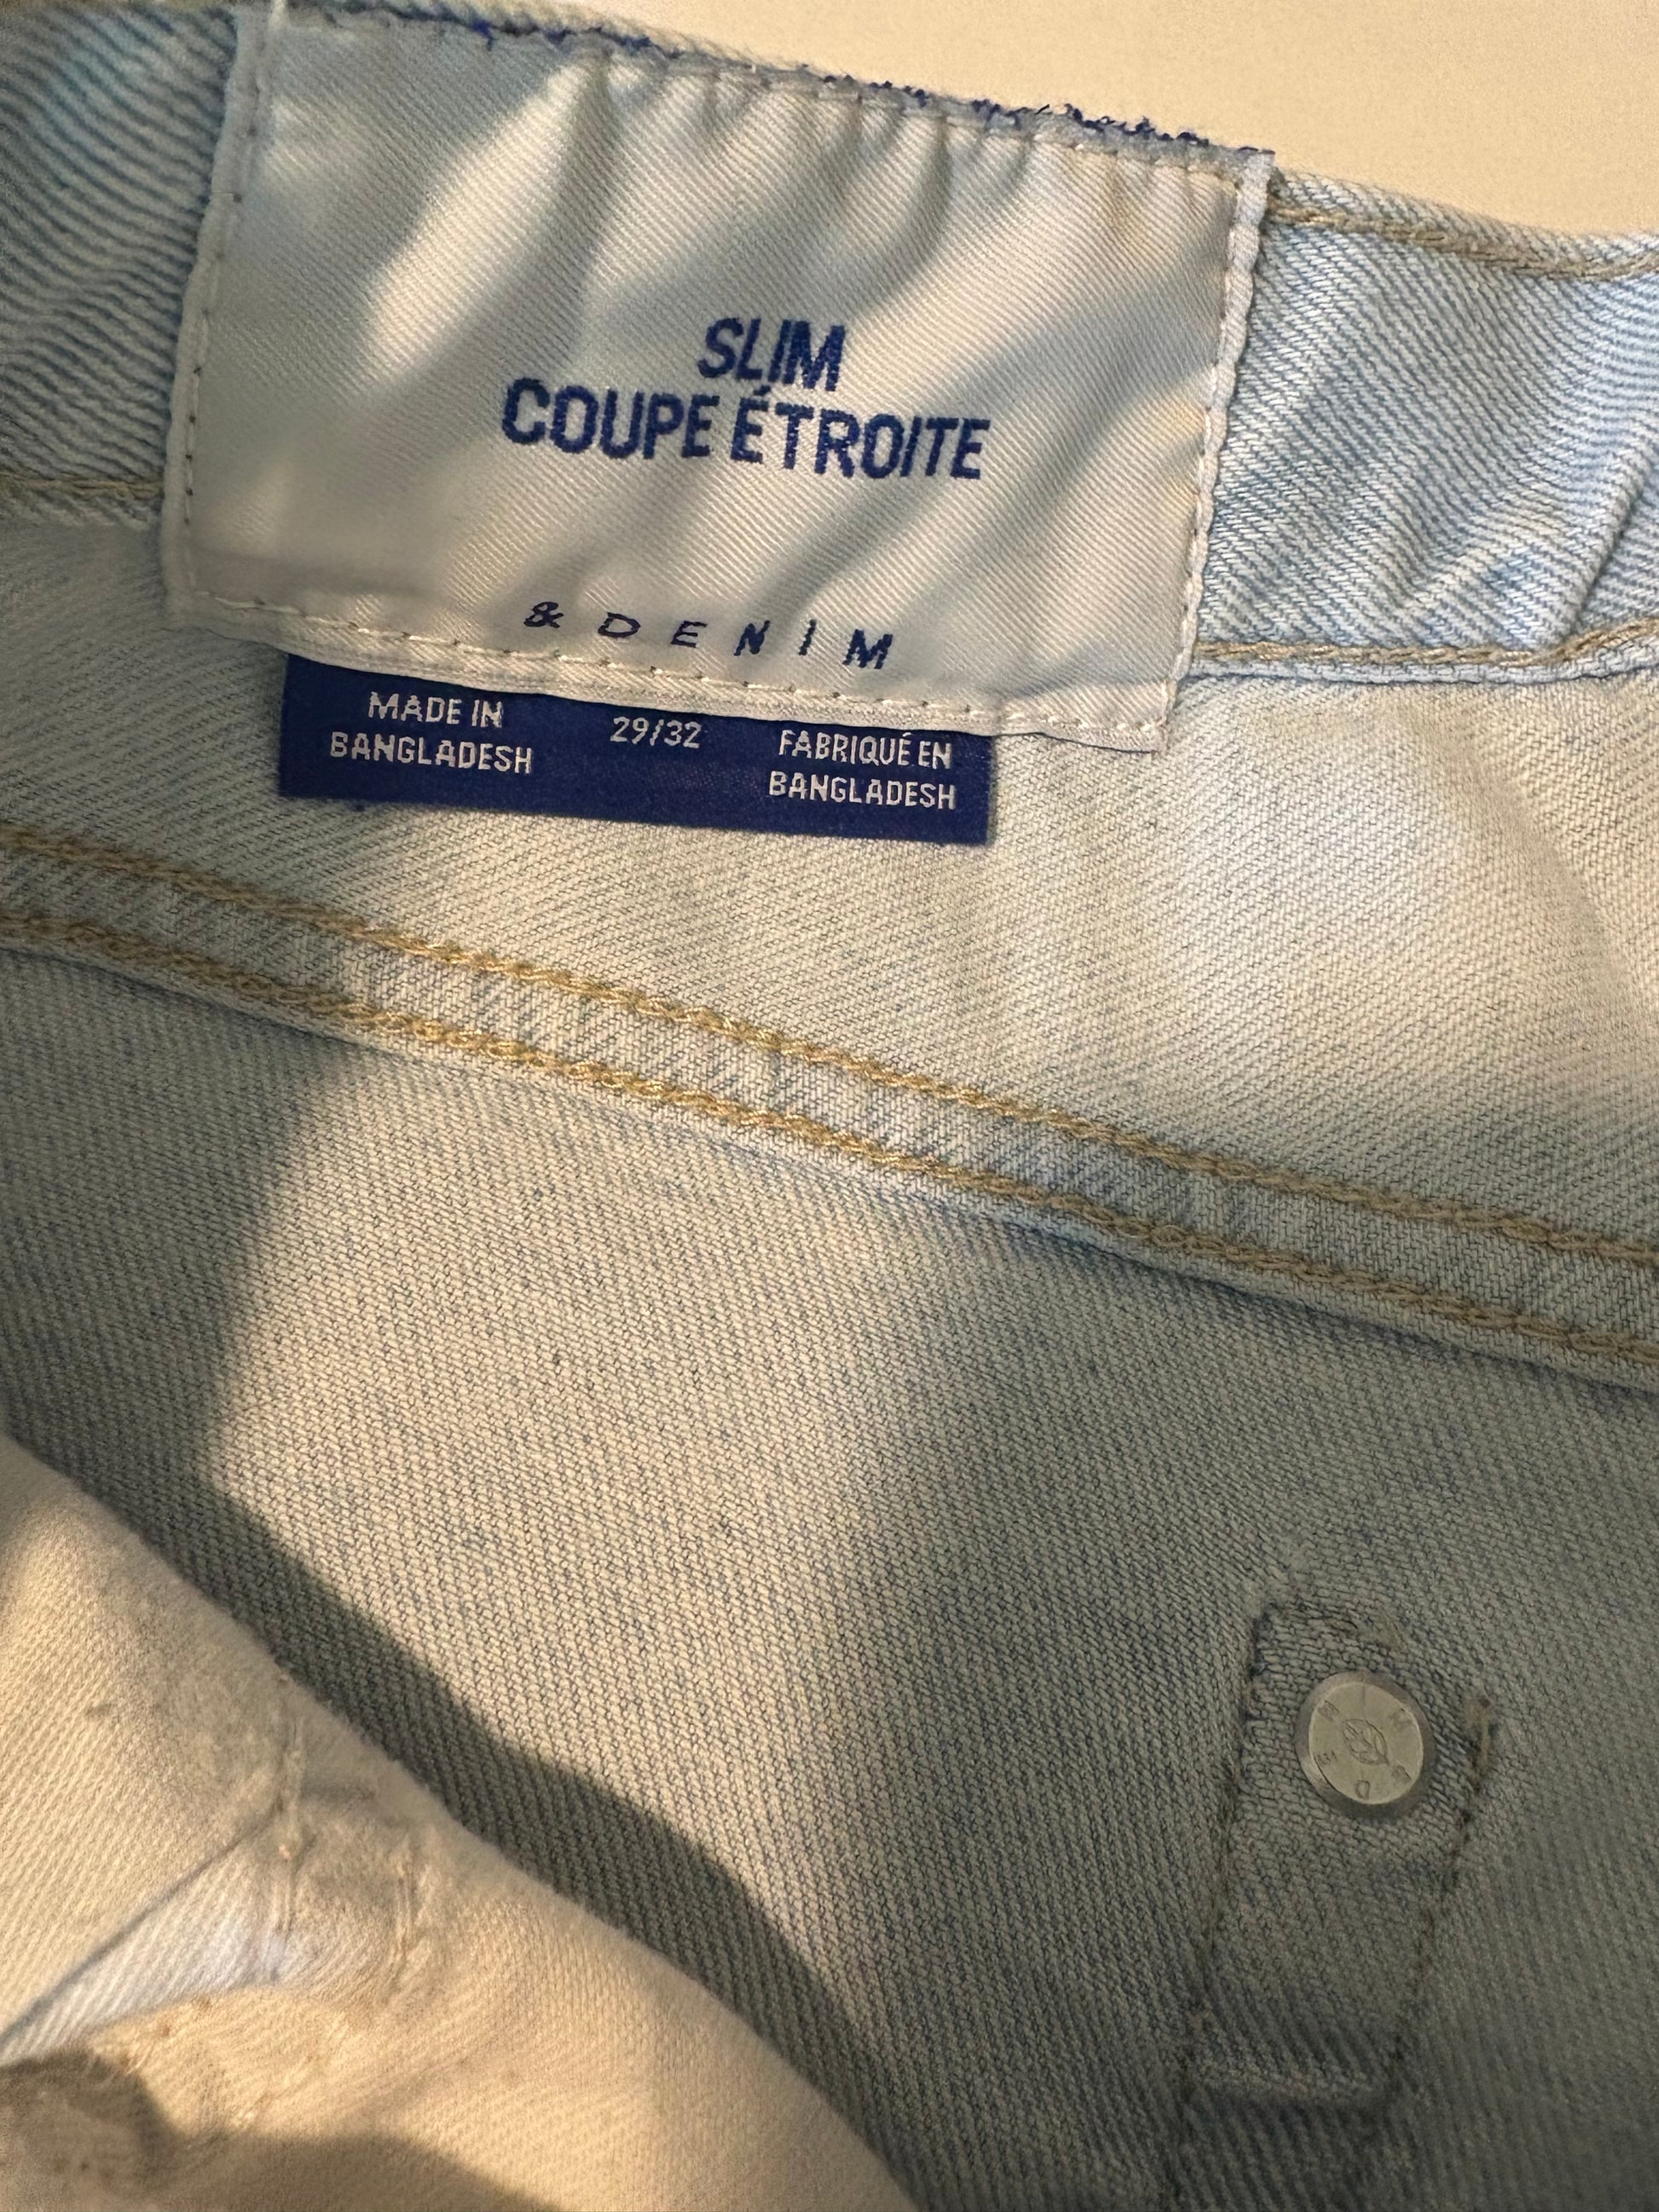 SLIM
COUPE ÉTROITE
& DENIM
MADE IN
BANGLADESH
29/32
FABRIQUÉ EN
BANGLADESH